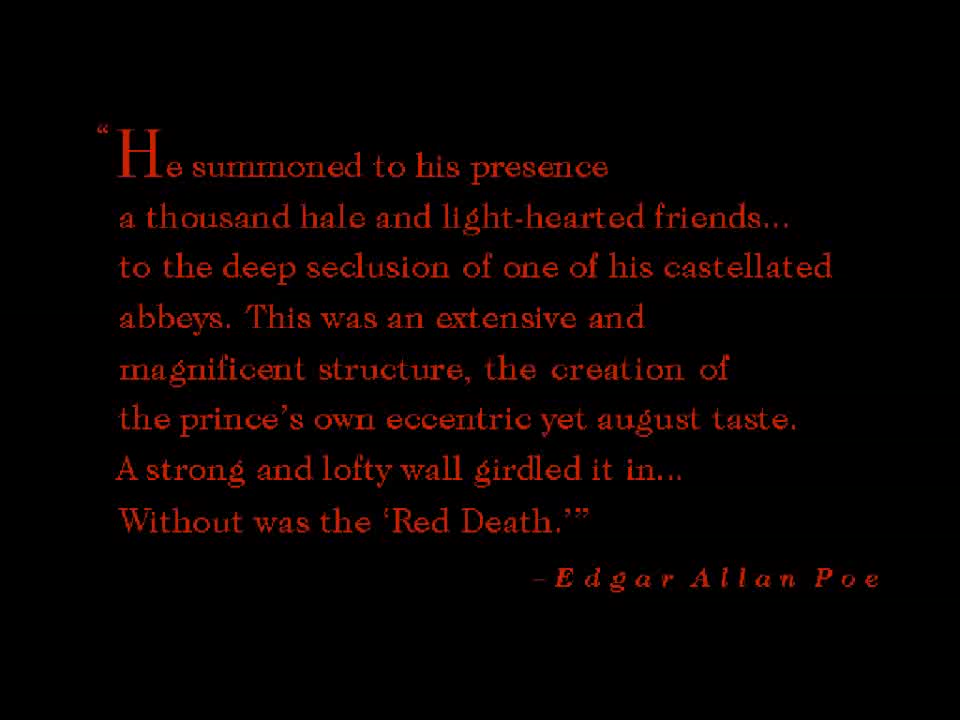 “He summoned to his presence
a thousand hale and light-hearted friends...
to the deep seclusion of one of his castellated
abbeys. This was an extensive and
magnificent structure, the creation of
the prince’s own eccentric yet august taste.
A strong and lofty wall girdled it in...
Without was the ‘Red Death.’”
– Edgar Allan Poe